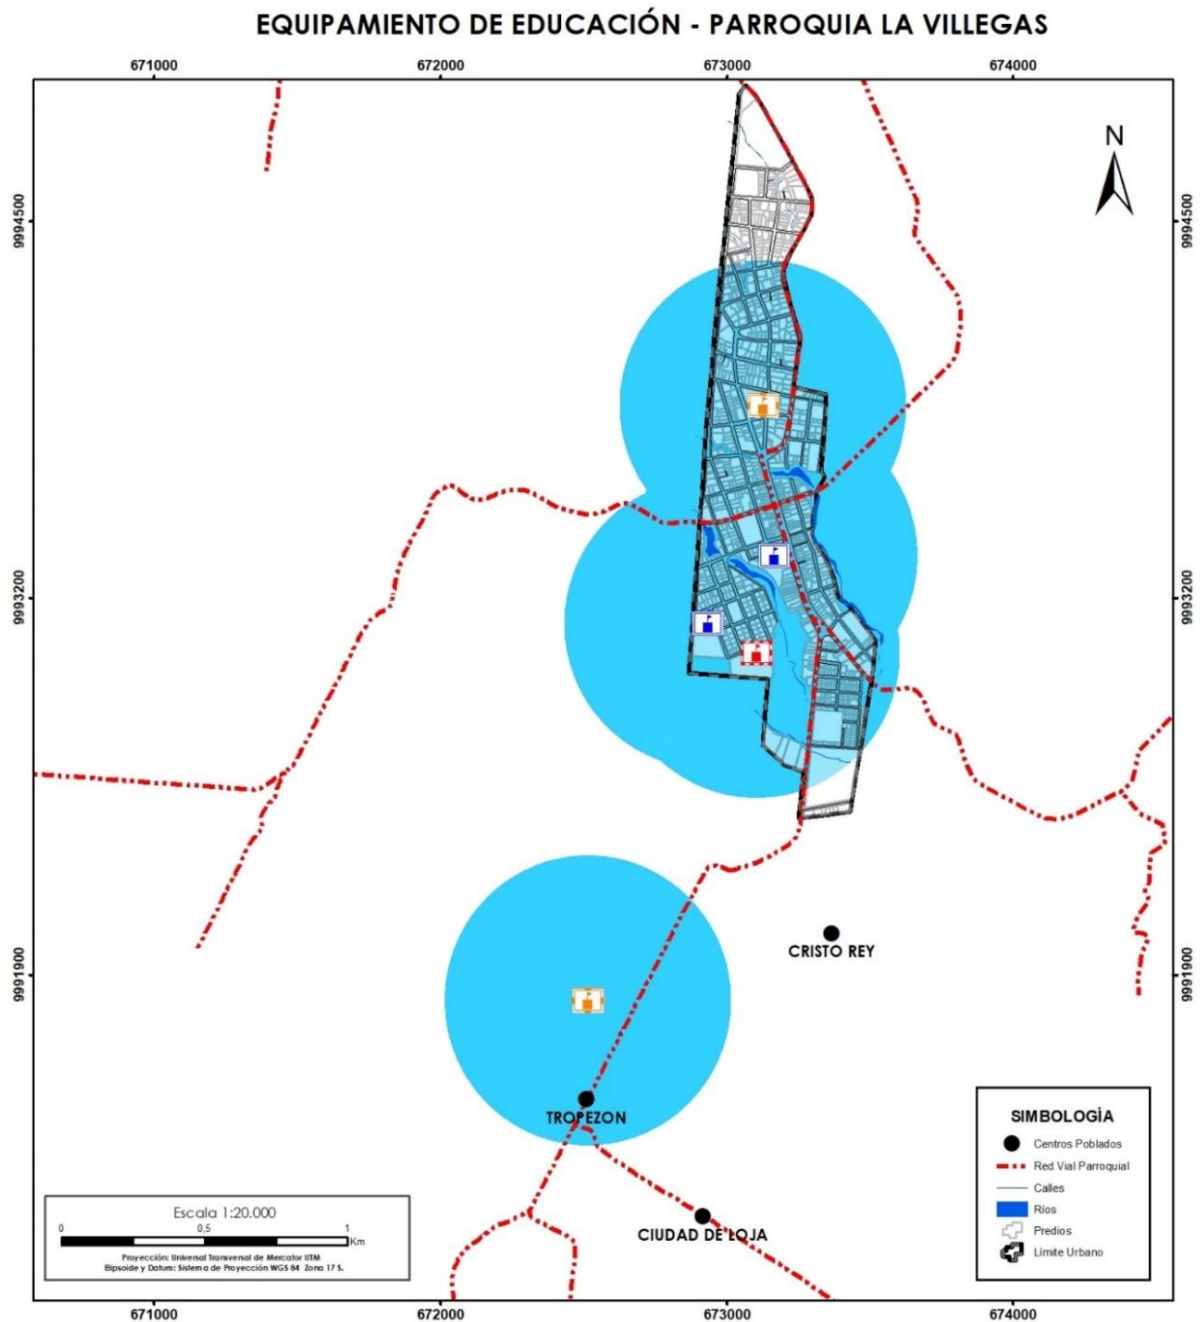 EQUIPAMIENTO DE EDUCACIÓN - PARROQUIA LA VILLEGAS
671000 672000 673000 674000
N
9994500 9994500
9993200 9993200
9991900 9991900
CRISTO REY
TROPEZON
CIUDAD DE LOJA
SIMBOLOGÍA
Centros Poblados
Red Vial Parroquial
Calles
Ríos
Predios
Límite Urbano
Escala 1:20.000
0 0,5 1
Km
Proyección: Universal Transversal de Mercator UTM
Elipsoide y Datum: Sistema de Proyección WGS 84 Zona 17 S.
671000 672000 673000 674000